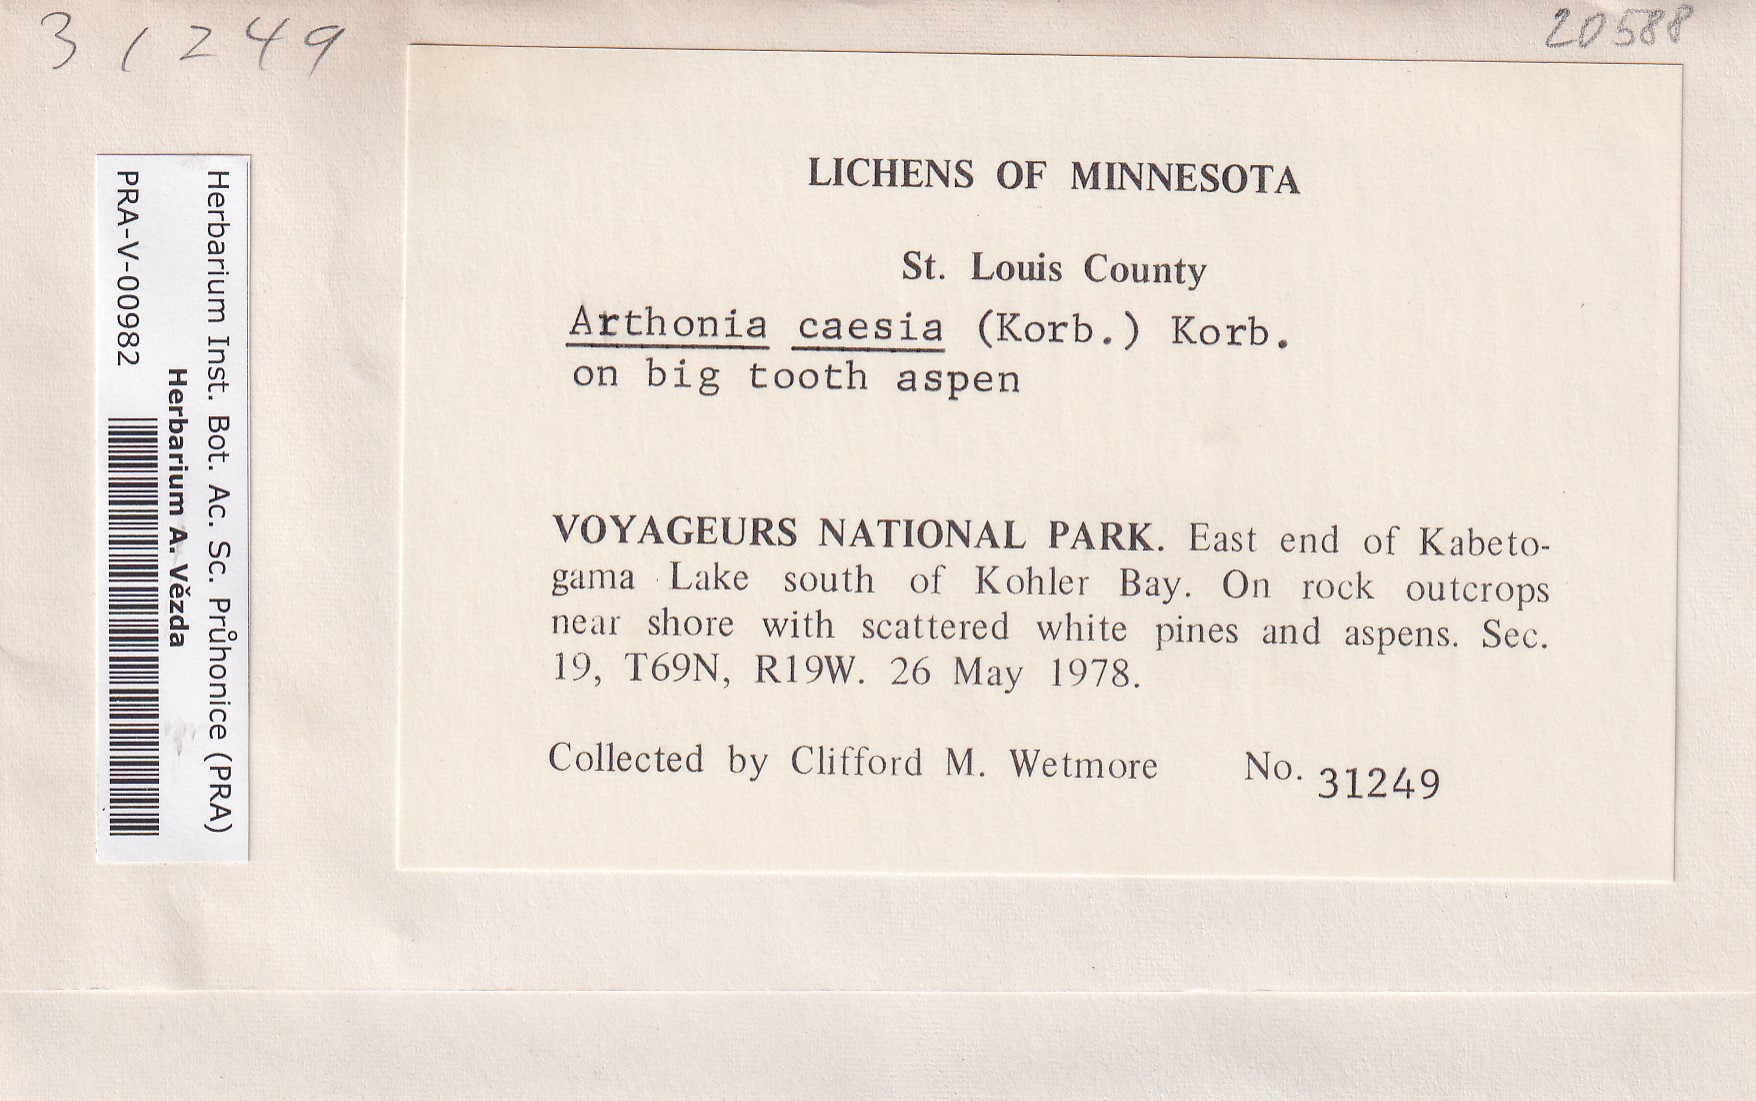 31249
20588
Herbarium Inst. Bot. Ac. Sc. Průhonice (PRA)
Herbarium A. Vězda
PRA-V-00982
LICHENS OF MINNESOTA
St. Louis County
Arthonia caesia (Korb.) Korb.
on big tooth aspen
VOYAGEURS NATIONAL PARK. East end of Kabeto-
gama Lake south of Kohler Bay. On rock outcrops
near shore with scattered white pines and aspens. Sec.
19, T69N, R19W. 26 May 1978.
Collected by Clifford M. Wetmore No. 31249